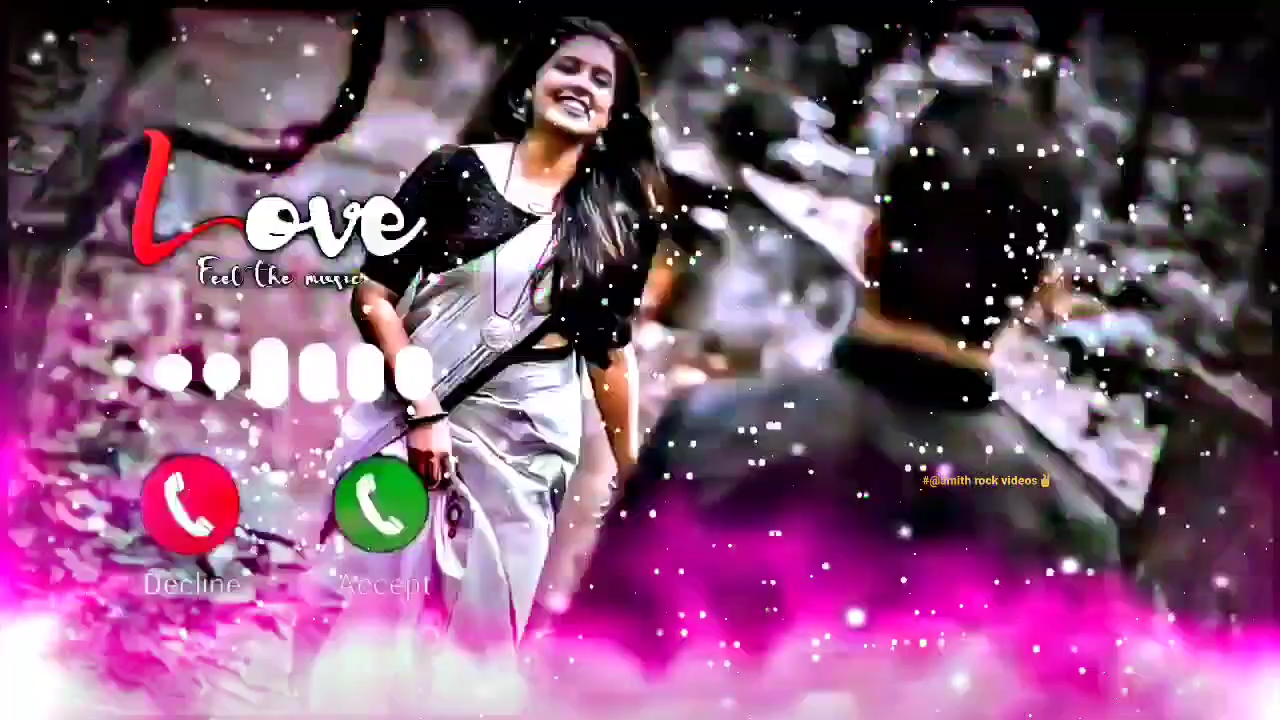 Love
Feel the music
#@amith rock videos ✌
Decline
Accept